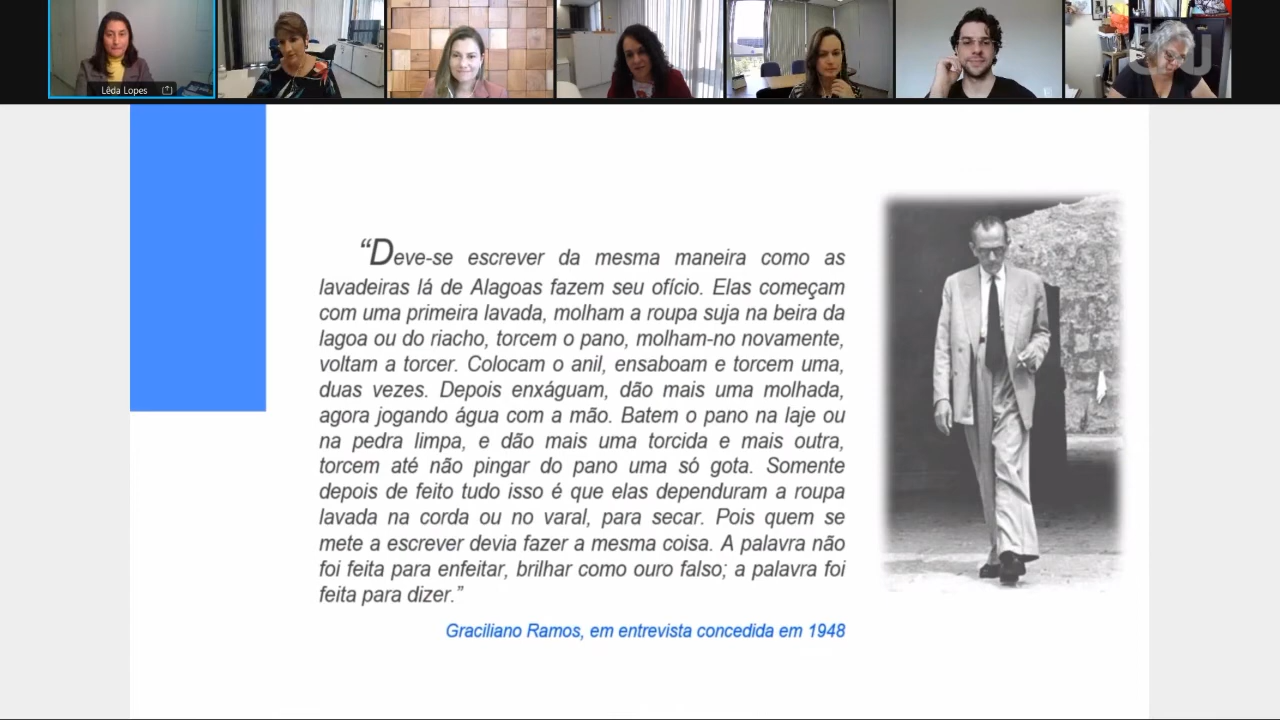 Lêda Lopes
“Deve-se escrever da mesma maneira como as
lavadeiras lá de Alagoas fazem seu ofício. Elas começam
com uma primeira lavada, molham a roupa suja na beira da
lagoa ou do riacho, torcem o pano, molham-no novamente,
voltam a torcer. Colocam o anil, ensaboam e torcem uma,
duas vezes. Depois enxáguam, dão mais uma molhada,
agora jogando água com a mão. Batem o pano na laje ou
na pedra limpa, e dão mais uma torcida e mais outra,
torcem até não pingar do pano uma só gota. Somente
depois de feito tudo isso é que elas dependuram a roupa
lavada na corda ou no varal, para secar. Pois quem se
mete a escrever devia fazer a mesma coisa. A palavra não
foi feita para enfeitar, brilhar como ouro falso; a palavra foi
feita para dizer.”
Graciliano Ramos, em entrevista concedida em 1948